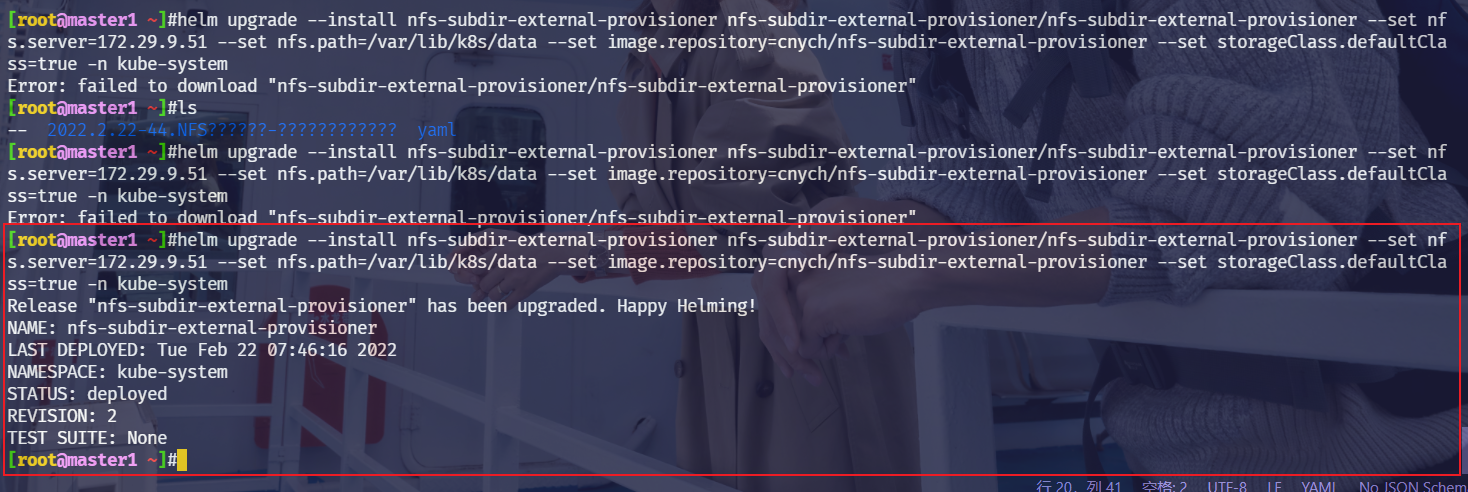 [root@master1 ~]#helm upgrade --install nfs-subdir-external-provisioner nfs-subdir-external-provisioner/nfs-subdir-external-provisioner --set nf
s.server=172.29.9.51 --set nfs.path=/var/lib/k8s/data --set image.repository=cnych/nfs-subdir-external-provisioner --set storageClass.defaultCla
ss=true -n kube-system
Error: failed to download "nfs-subdir-external-provisioner/nfs-subdir-external-provisioner"
[root@master1 ~]#ls
--  2022.2.22-44.NFS??????-????????????  yaml
[root@master1 ~]#helm upgrade --install nfs-subdir-external-provisioner nfs-subdir-external-provisioner/nfs-subdir-external-provisioner --set nf
s.server=172.29.9.51 --set nfs.path=/var/lib/k8s/data --set image.repository=cnych/nfs-subdir-external-provisioner --set storageClass.defaultCla
ss=true -n kube-system
Error: failed to download "nfs-subdir-external-provisioner/nfs-subdir-external-provisioner"
[root@master1 ~]#helm upgrade --install nfs-subdir-external-provisioner nfs-subdir-external-provisioner/nfs-subdir-external-provisioner --set nf
s.server=172.29.9.51 --set nfs.path=/var/lib/k8s/data --set image.repository=cnych/nfs-subdir-external-provisioner --set storageClass.defaultCla
ss=true -n kube-system
Release "nfs-subdir-external-provisioner" has been upgraded. Happy Helming!
NAME: nfs-subdir-external-provisioner
LAST DEPLOYED: Tue Feb 22 07:46:16 2022
NAMESPACE: kube-system
STATUS: deployed
REVISION: 2
TEST SUITE: None
[root@master1 ~]#
行 20，列 41  空格: 2  UTF-8  LF  YAML  No JSON Schem